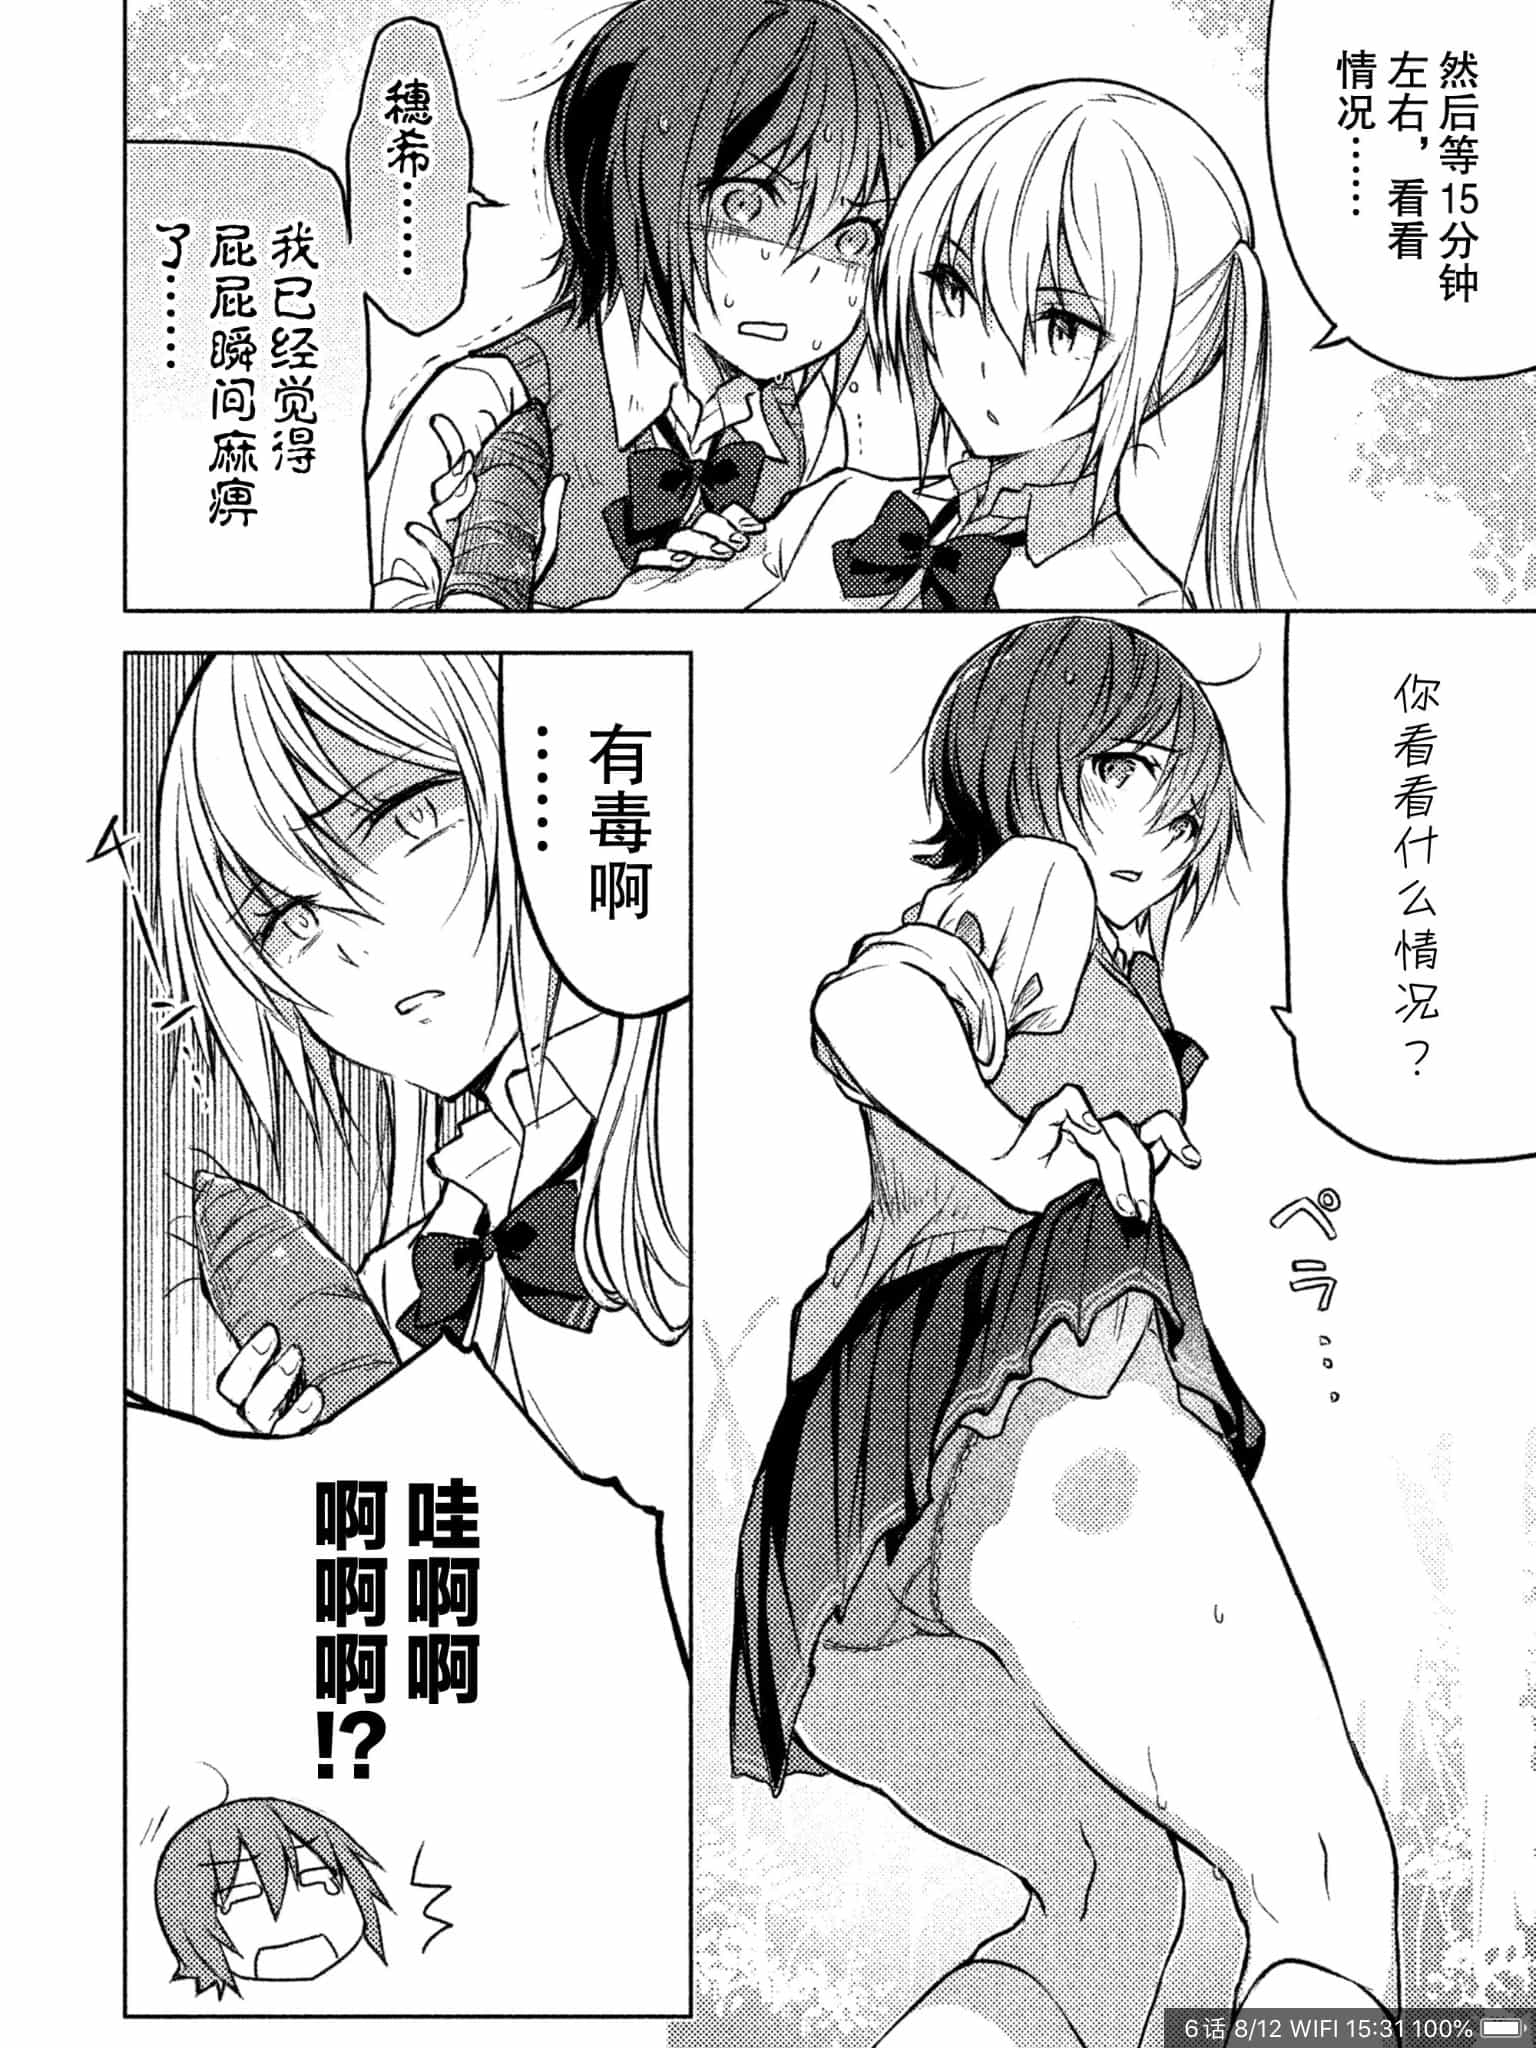 然后等15分钟
左右，看看
情况……
穗希………
我已经觉得
屁屁瞬间麻痹
了………
你看看什么情况？
ペラ…
有毒啊
……
哇啊啊
啊啊啊!?
6话 8/12 WIFI 15:31 100%